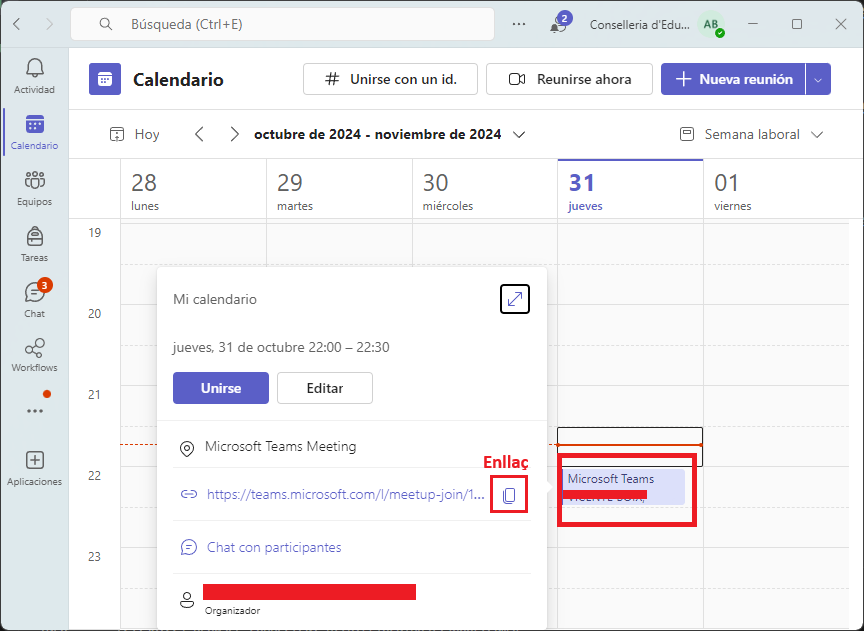 Búsqueda (Ctrl+E)
2
Conselleria d'Edu...
AB
Actividad
Calendario
Equipos
Tareas
3
Chat
Workflows
Aplicaciones
Calendario
Unirse con un id.
Reunirse ahora
Nueva reunión
Hoy
octubre de 2024 - noviembre de 2024
Semana laboral
28
lunes
29
martes
30
miércoles
31
jueves
01
viernes
19
20
21
22
23
Mi calendario
jueves, 31 de octubre 22:00 – 22:30
Unirse
Editar
Microsoft Teams Meeting
Enllaç
https://teams.microsoft.com/l/meetup-join/1...
Chat con participantes
Organizador
Microsoft Teams